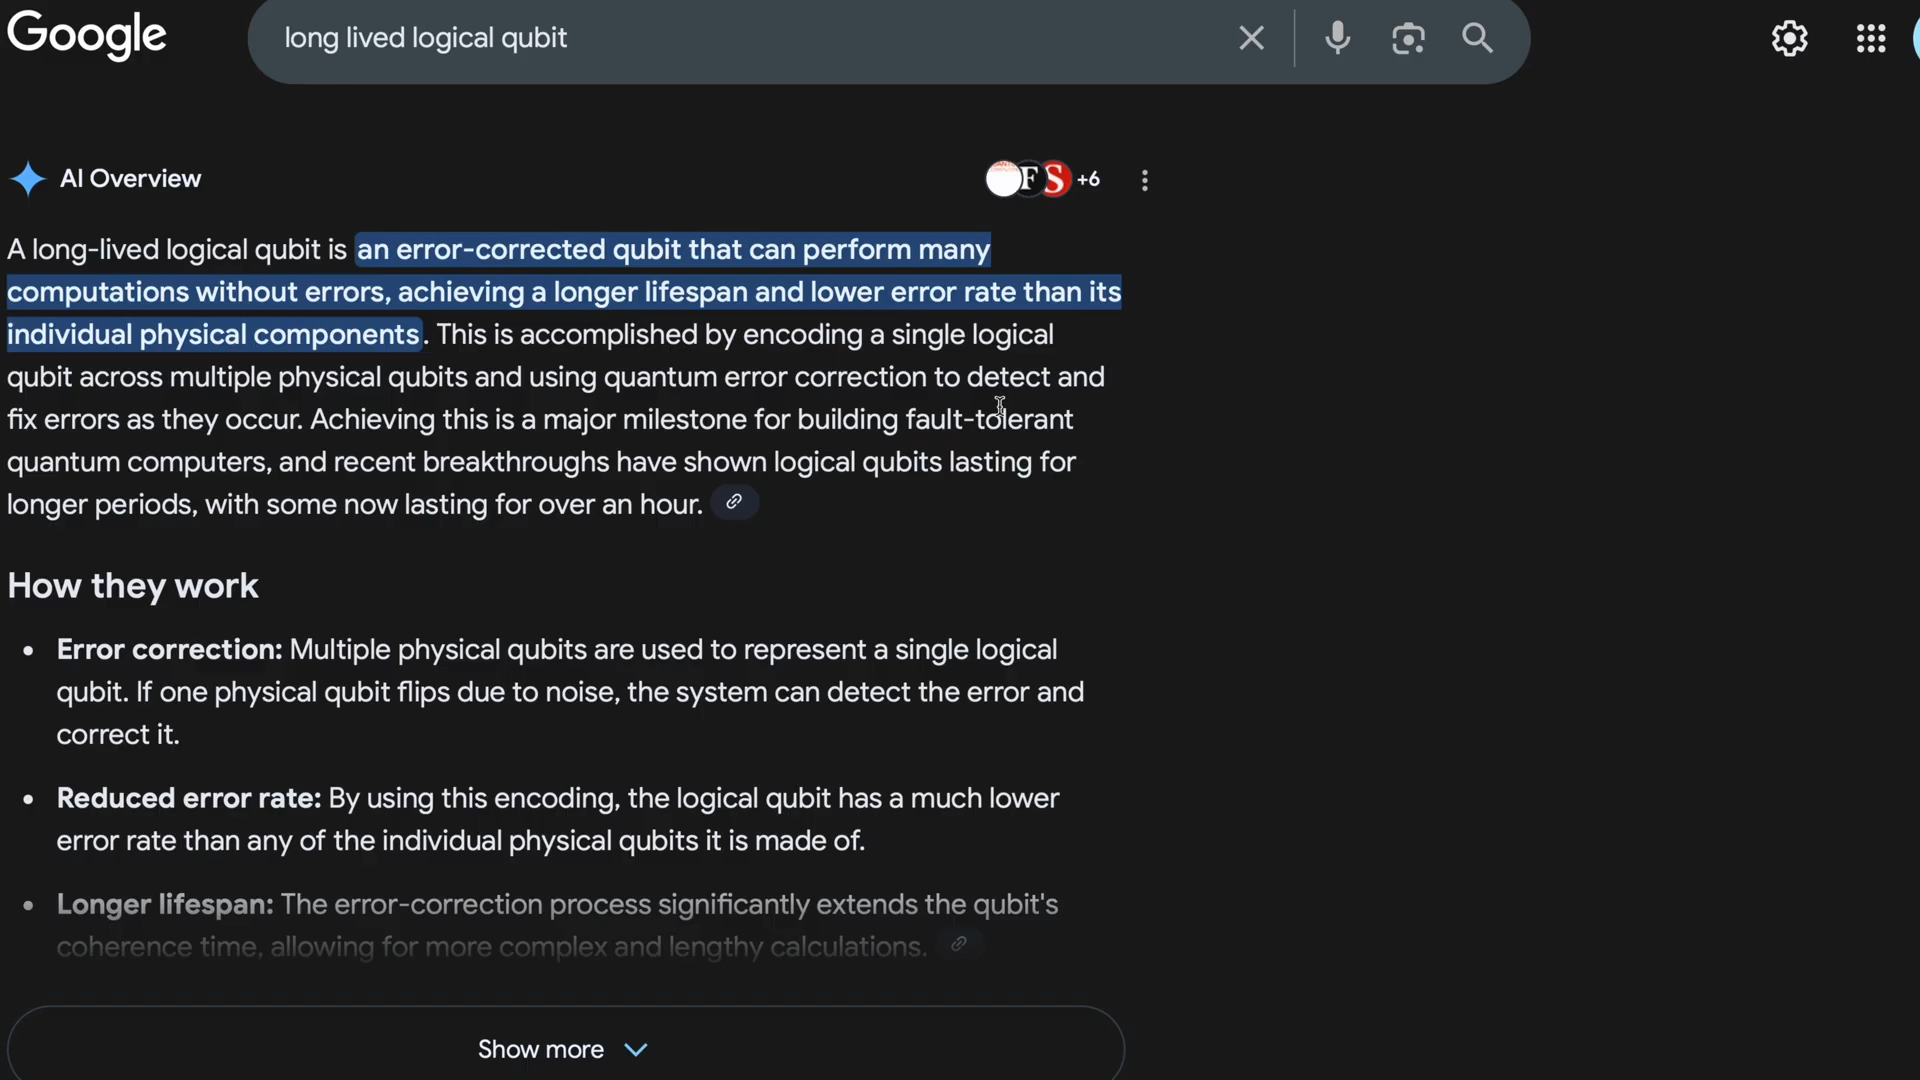 Google
long lived logical qubit
AI Overview
F S +6
A long-lived logical qubit is an error-corrected qubit that can perform many
computations without errors, achieving a longer lifespan and lower error rate than its
individual physical components. This is accomplished by encoding a single logical
qubit across multiple physical qubits and using quantum error correction to detect and
fix errors as they occur. Achieving this is a major milestone for building fault-tolerant
quantum computers, and recent breakthroughs have shown logical qubits lasting for
longer periods, with some now lasting for over an hour.
How they work
• Error correction: Multiple physical qubits are used to represent a single logical
qubit. If one physical qubit flips due to noise, the system can detect the error and
correct it.
• Reduced error rate: By using this encoding, the logical qubit has a much lower
error rate than any of the individual physical qubits it is made of.
• Longer lifespan: The error-correction process significantly extends the qubit's
coherence time, allowing for more complex and lengthy calculations.
Show more